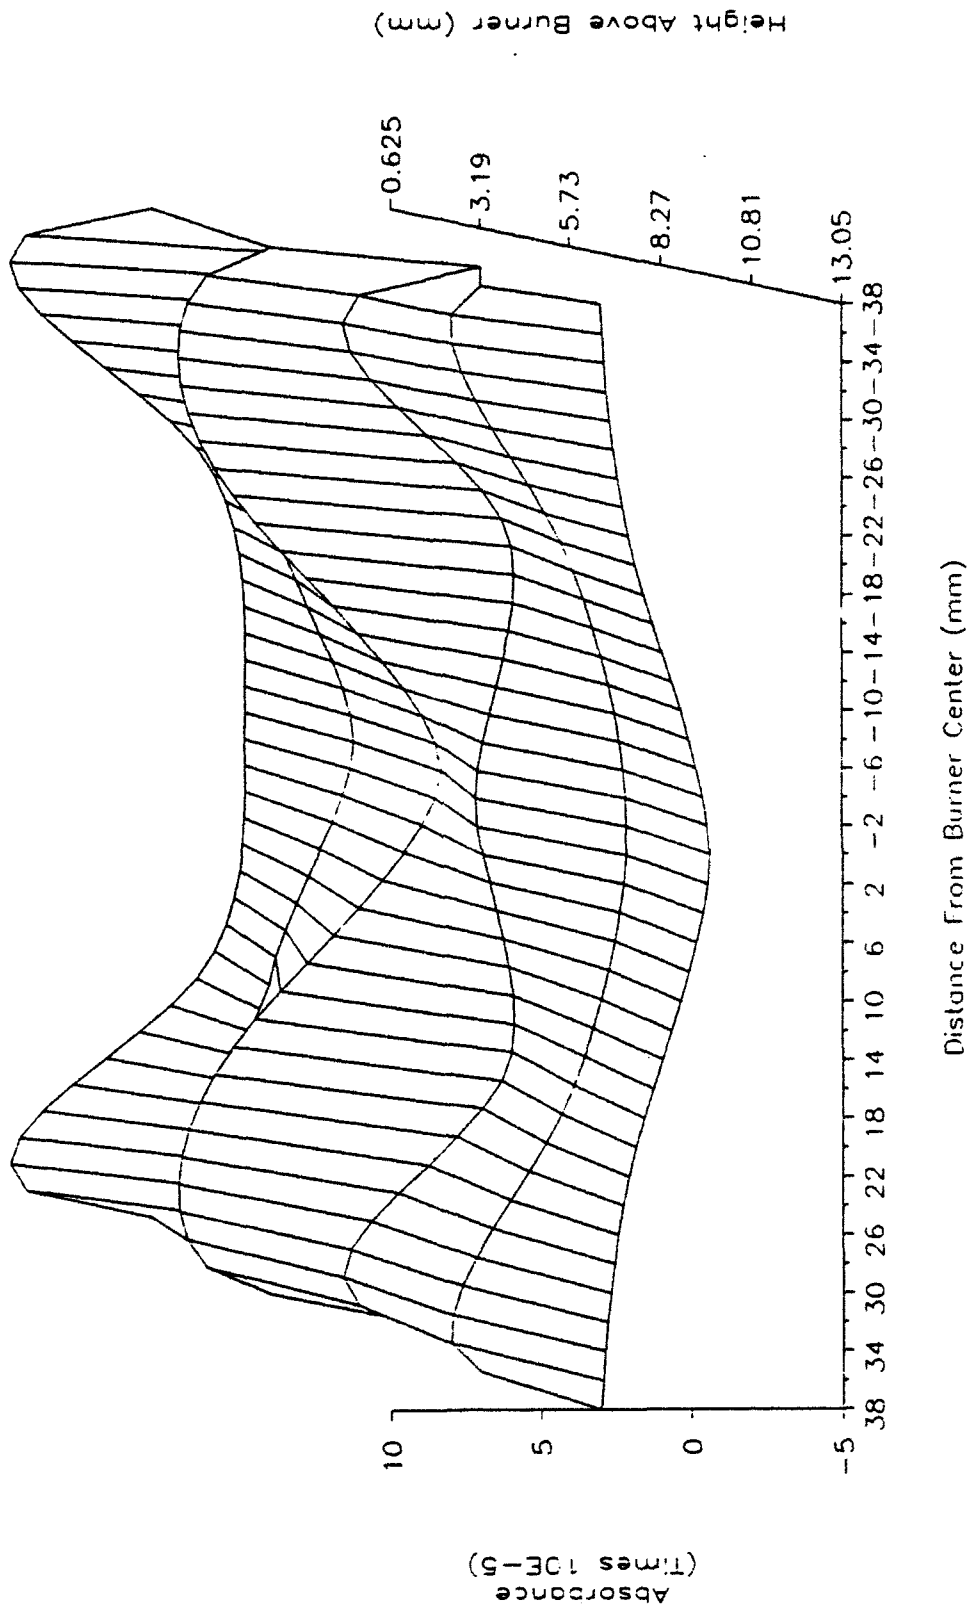 Absorbance
(Times 10E-5)
10
5
0
-5
38 34 30 26 22 18 14 10 6 2 -2 -6 -10 -14 -18 -22 -26 -30 -34 -38
Distance From Burner Center (mm)
0.625
3.19
5.73
8.27
10.81
13.05
Height Above Burner (mm)